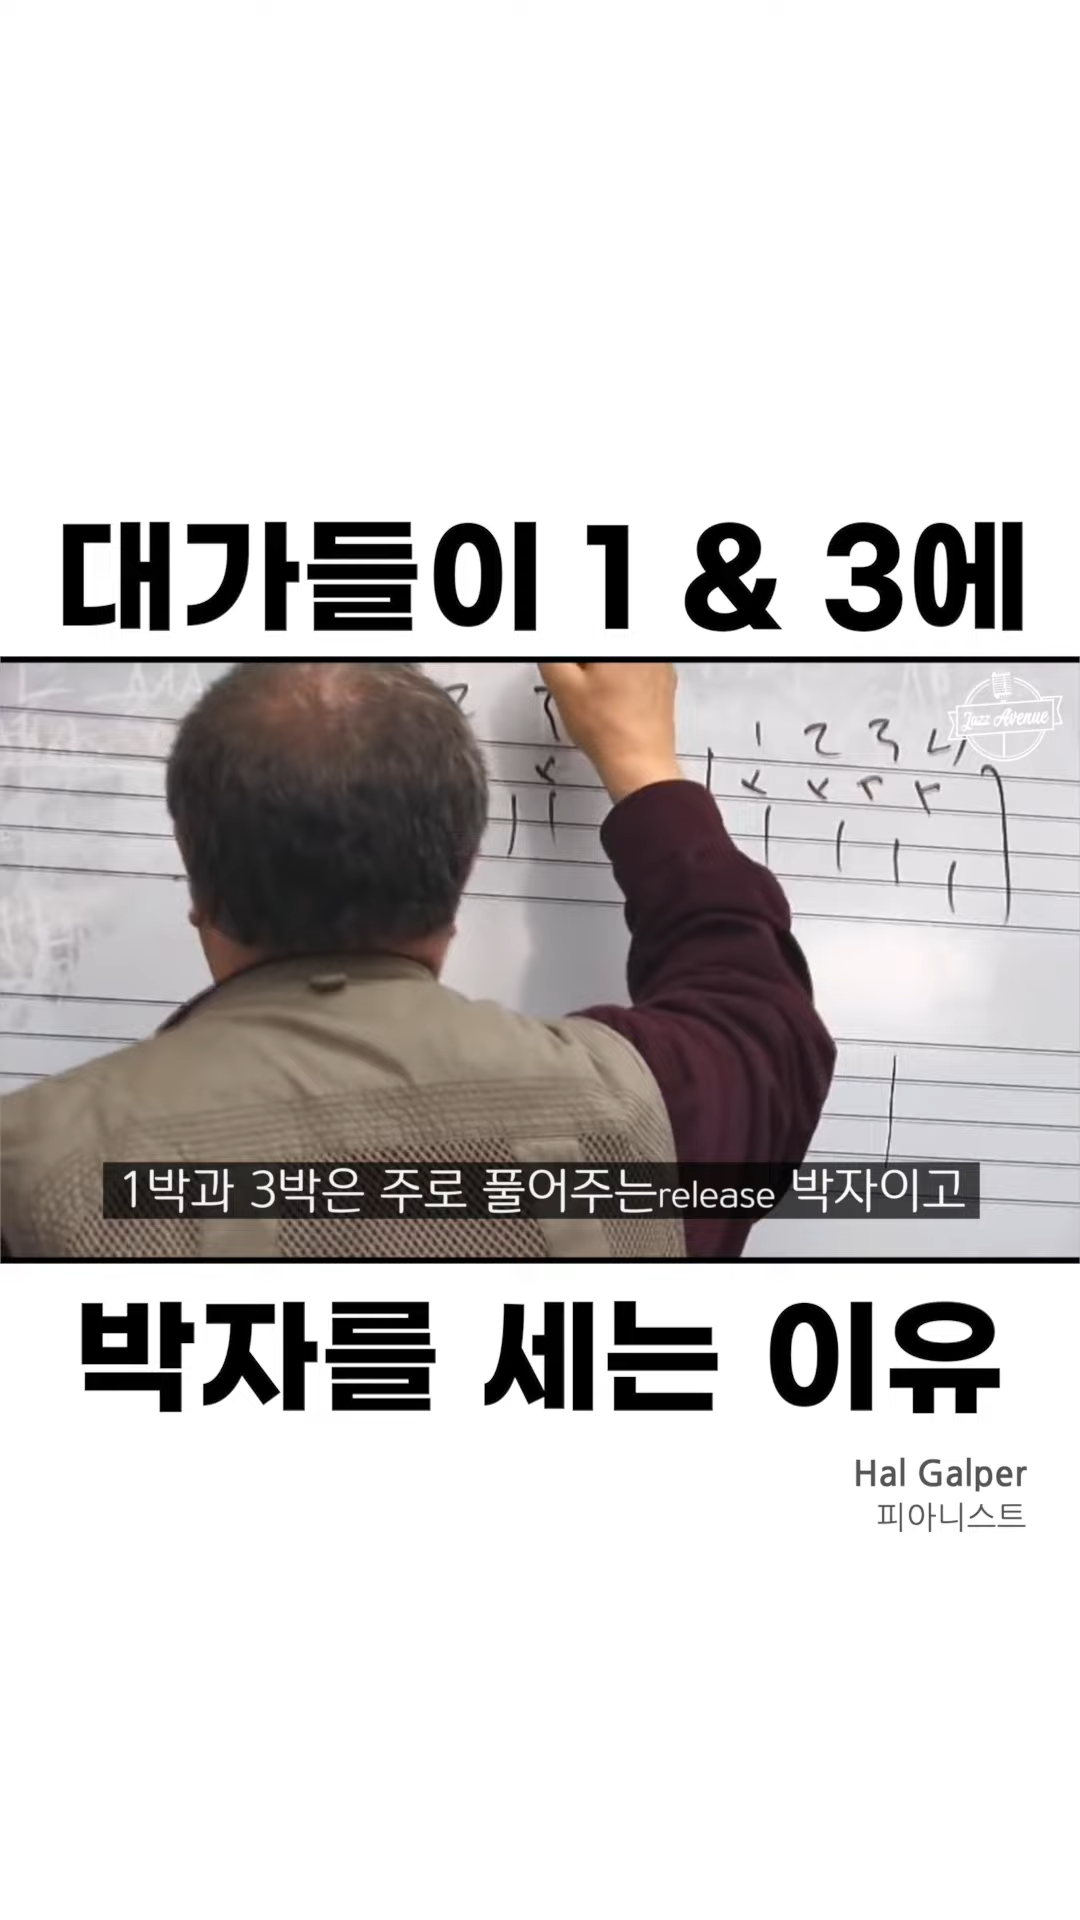 대가들이 1 & 3에
Jazz Avenue
1 2 3 4
1박과 3박은 주로 풀어주는release 박자이고
박자를 세는 이유
Hal Galper
피아니스트